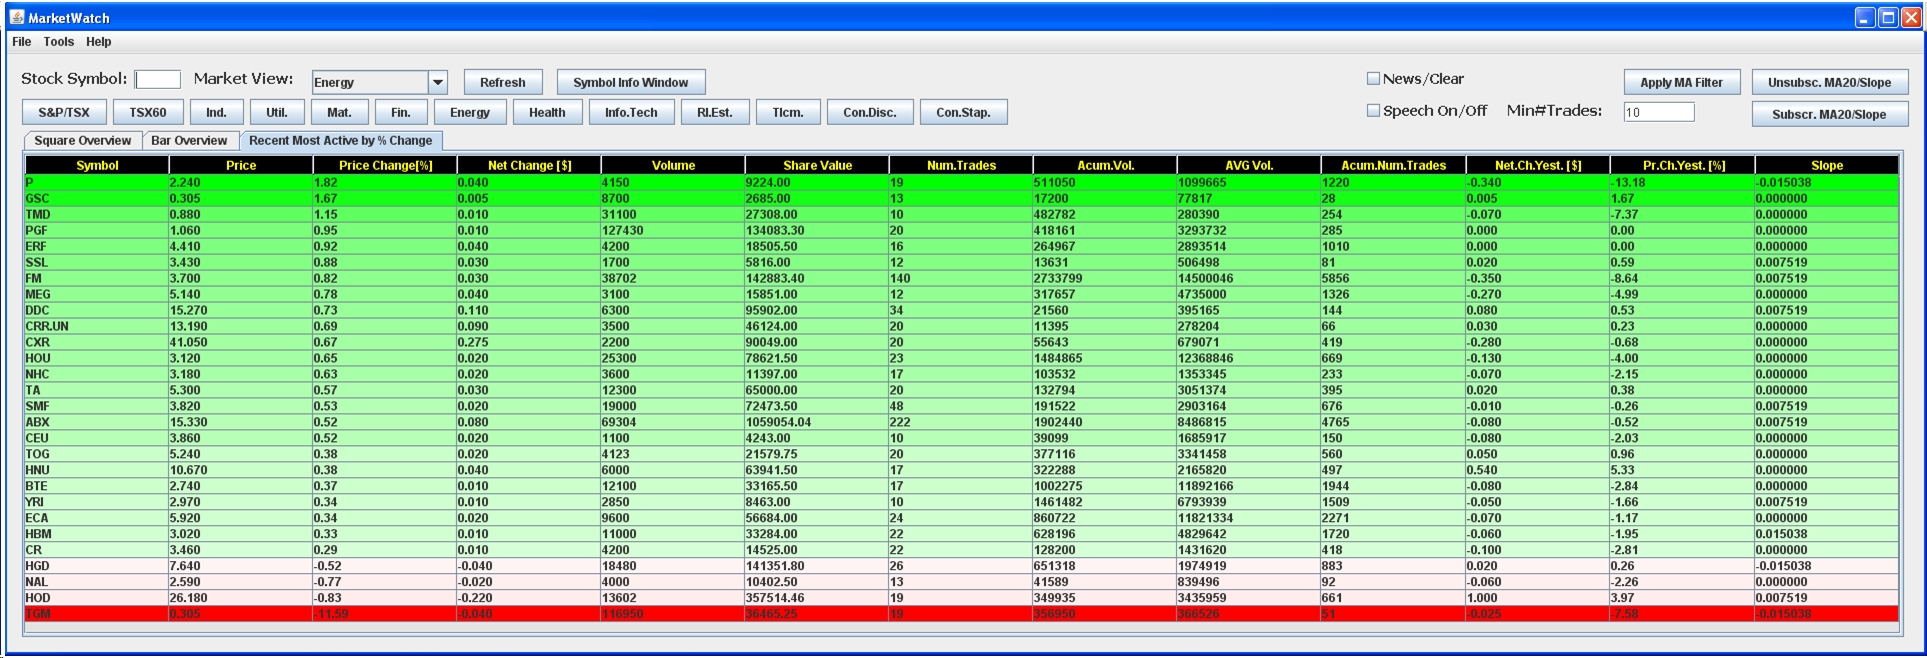 MarketWatch
File Tools Help
Stock Symbol: Market View: Energy Refresh Symbol Info Window News/Clear Apply MA Filter Unsubsc. MA20/Slope
S&P/TSX TSX60 Ind. Util. Mat. Fin. Energy Health Info.Tech Rl.Est. Tlcm. Con.Disc. Con.Stap. Speech On/Off Min#Trades: 10 Subscr. MA20/Slope
Square Overview Bar Overview Recent Most Active by % Change
Symbol Price Price Change[%] Net Change [$] Volume Share Value Num.Trades Acum.Vol. AVG Vol. Acum.Num.Trades Net.Ch.Yest. [$] Pr.Ch.Yest. [%] Slope
P 2.240 1.82 0.040 4150 9224.00 19 511050 1099665 1220 -0.340 -13.18 -0.015038
GSC 0.305 1.67 0.005 8700 2685.00 13 17200 77817 28 0.005 1.67 0.000000
TMD 0.880 1.15 0.010 31100 27308.00 10 482782 280390 254 -0.070 -7.37 0.000000
PGF 1.060 0.95 0.010 127430 134083.30 20 418161 3293732 285 0.000 0.00 0.000000
ERF 4.410 0.92 0.040 4200 18505.50 16 264967 2893514 1010 0.000 0.00 0.000000
SSL 3.430 0.88 0.030 1700 5816.00 12 13631 506498 81 0.020 0.59 0.007519
FM 3.700 0.82 0.030 38702 142883.40 140 2733799 14500046 5856 -0.350 -8.64 0.007519
MEG 5.140 0.78 0.040 3100 15851.00 12 317657 4735000 1326 -0.270 -4.99 0.000000
DDC 15.270 0.73 0.110 6300 95902.00 34 21560 395165 144 0.080 0.53 0.007519
CRR.UN 13.190 0.69 0.090 3500 46124.00 20 11395 278204 66 0.030 0.23 0.000000
CXR 41.050 0.67 0.275 2200 90049.00 20 55643 679071 419 -0.280 -0.68 0.000000
HOU 3.120 0.65 0.020 25300 78621.50 23 1484865 12368846 669 -0.130 -4.00 0.000000
NHC 3.180 0.63 0.020 3600 11397.00 17 103532 1353345 233 -0.070 -2.15 0.000000
TA 5.300 0.57 0.030 12300 65000.00 20 132794 3051374 395 0.020 0.38 0.000000
SMF 3.820 0.53 0.020 19000 72473.50 48 191522 2903164 676 -0.010 -0.26 0.007519
ABX 15.330 0.52 0.080 69304 1059054.04 222 1902440 8486815 4765 -0.080 -0.52 0.007519
CEU 3.860 0.52 0.020 1100 4243.00 10 39099 1685917 150 -0.080 -2.03 0.000000
TOG 5.240 0.38 0.020 4123 21579.75 20 377116 3341458 560 0.050 0.96 0.000000
HNU 10.670 0.38 0.040 6000 63941.50 17 322288 2165820 497 0.540 5.33 0.000000
BTE 2.740 0.37 0.010 12100 33165.50 17 1002275 11892166 1944 -0.080 -2.84 0.000000
YRI 2.970 0.34 0.010 2850 8463.00 10 1461482 6793939 1509 -0.050 -1.66 0.007519
ECA 5.920 0.34 0.020 9600 56684.00 24 860722 11821334 2271 -0.070 -1.17 0.000000
HBM 3.020 0.33 0.010 11000 33284.00 22 628196 4829642 1720 -0.060 -1.95 0.015038
CR 3.460 0.29 0.010 4200 14525.00 22 128200 1431620 418 -0.100 -2.81 0.000000
HGD 7.640 -0.52 -0.040 18480 141351.80 26 651318 1974919 883 0.020 0.26 -0.015038
NAL 2.590 -0.77 -0.020 4000 10402.50 13 41589 839496 92 -0.060 -2.26 0.000000
HOD 26.180 -0.83 -0.220 13602 357514.46 19 349935 3435959 661 1.000 3.97 0.007519
TGM 0.305 -11.59 -0.040 116950 36465.25 19 356950 366526 51 -0.025 -7.58 -0.015038